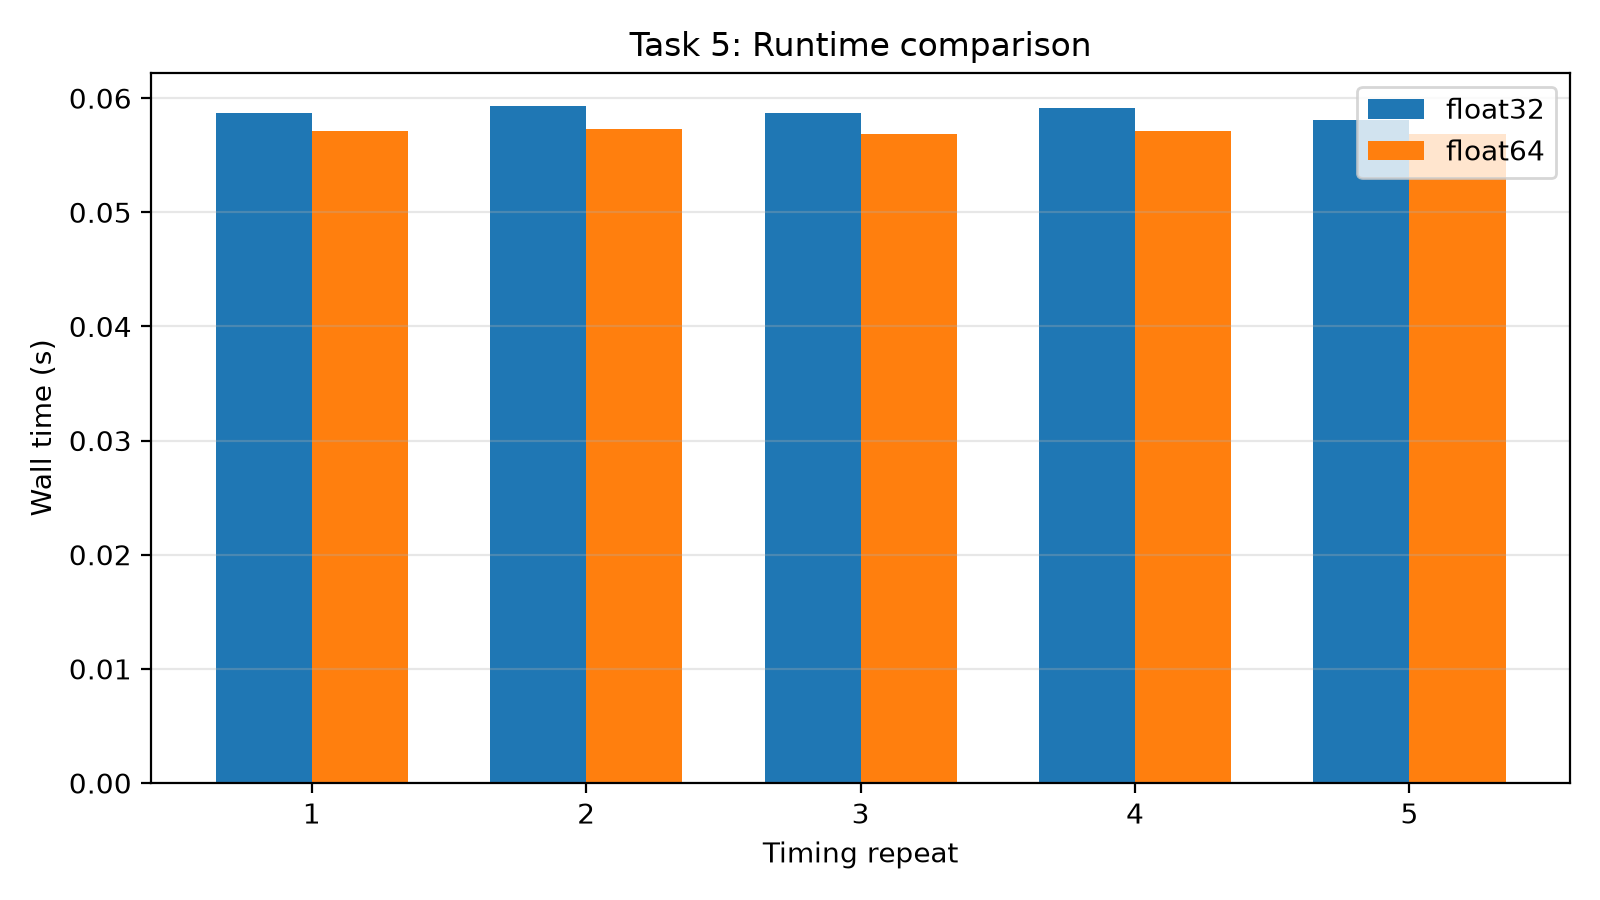 Task 5: Runtime comparison
float32
float64
0.06
0.05
0.04
0.03
0.02
0.01
0.00
Wall time (s)
1 2 3 4 5
Timing repeat